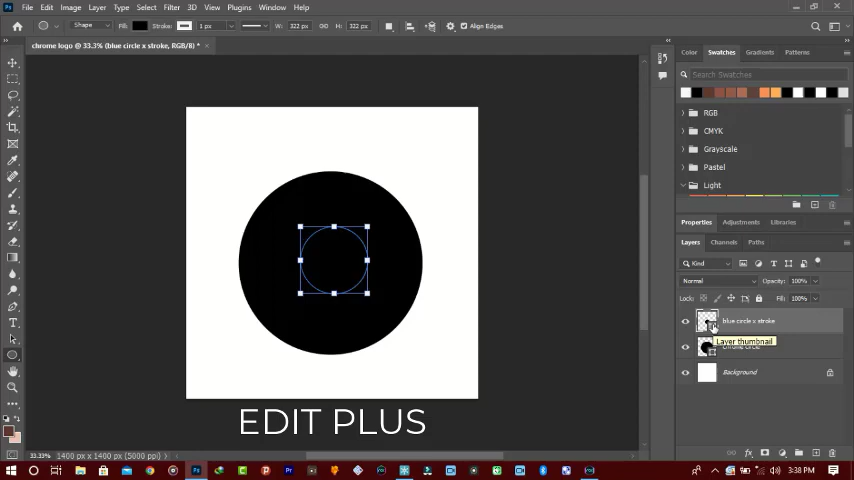 File Edit Image Layer Type Select Filter 3D View Plugins Window Help
Shape Fill: Stroke: 1 px W: 322 px H: 322 px Align Edges
chrome logo @ 33.3% (blue circle x stroke, RGB/8) *
Color Swatches Gradients Patterns
Search Swatches
RGB
CMYK
Grayscale
Pastel
Light
Properties Adjustments Libraries
Layers Channels Paths
Kind
Normal Opacity: 100%
Lock: Fill: 100%
blue circle x stroke
Layer thumbnail
Background
EDIT PLUS
33.33% 1400 px x 1400 px (5000 ppi)
3:38 PM